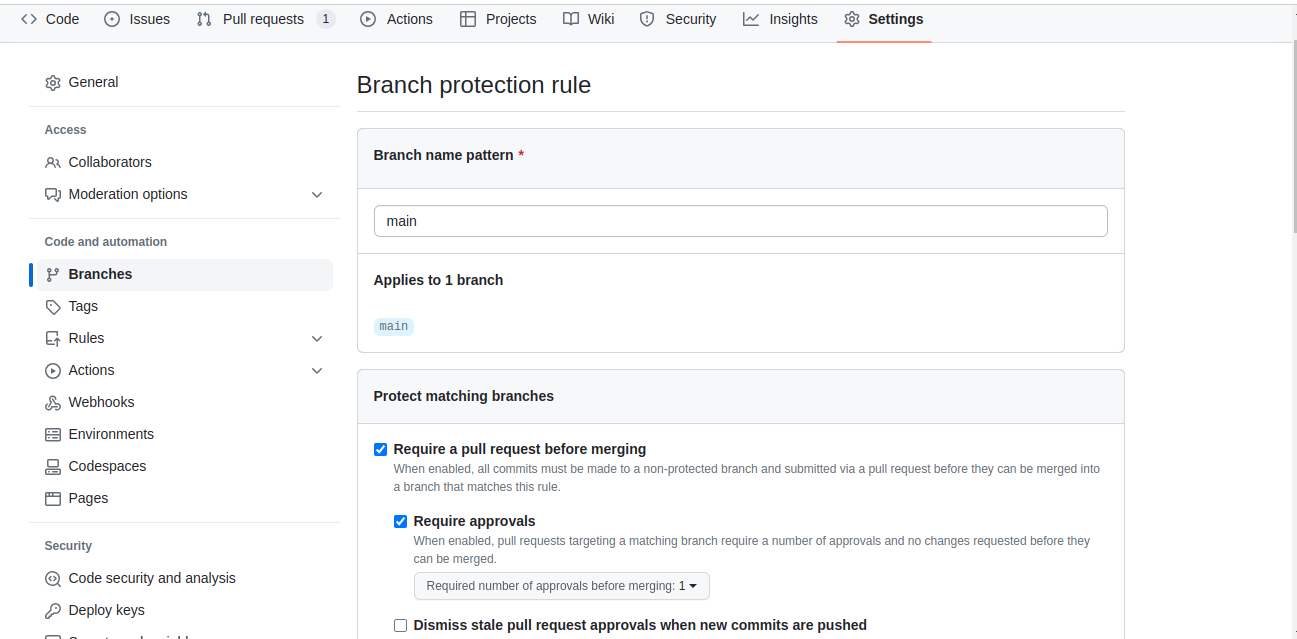 Code Issues Pull requests 1 Actions Projects Wiki Security Insights Settings
General
Access
Collaborators
Moderation options
Code and automation
Branches
Tags
Rules
Actions
Webhooks
Environments
Codespaces
Pages
Security
Code security and analysis
Deploy keys
Branch protection rule
Branch name pattern *
main
Applies to 1 branch
main
Protect matching branches
Require a pull request before merging
When enabled, all commits must be made to a non-protected branch and submitted via a pull request before they can be merged into
a branch that matches this rule.
Require approvals
When enabled, pull requests targeting a matching branch require a number of approvals and no changes requested before they
can be merged.
Required number of approvals before merging: 1
Dismiss stale pull request approvals when new commits are pushed